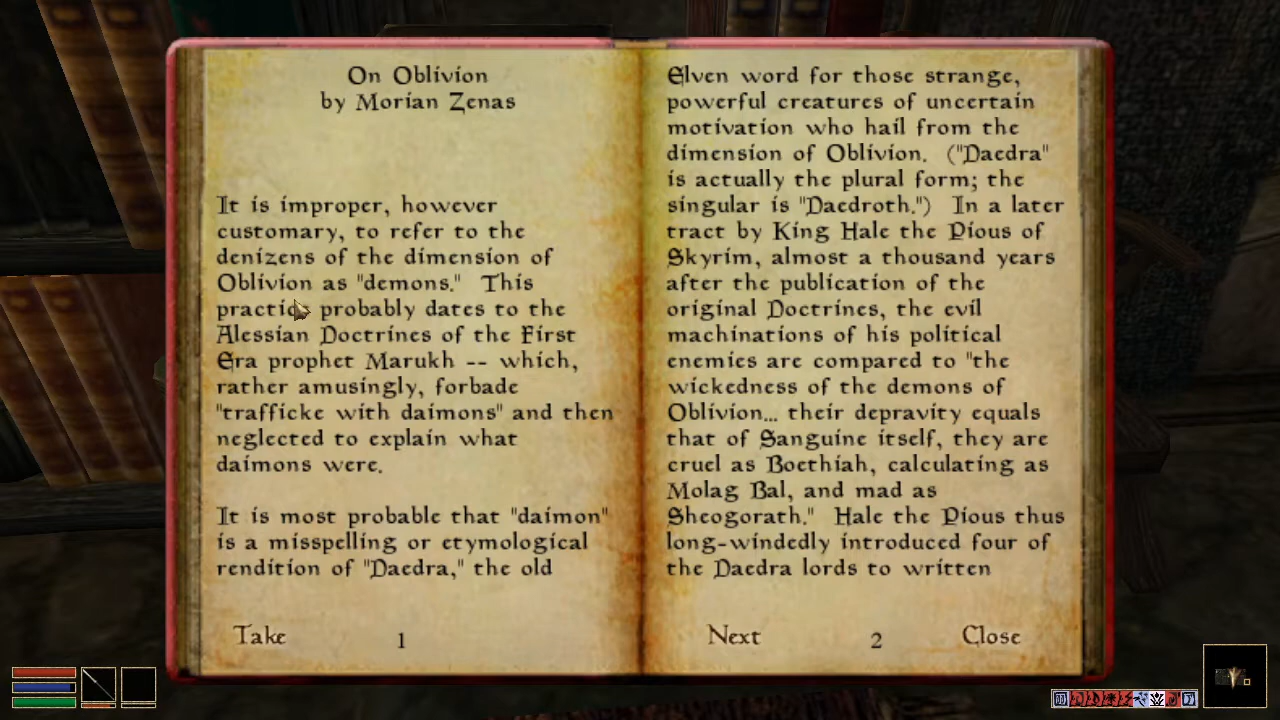 On Oblivion
by Morian Zenas
It is improper, however
customary, to refer to the
denizens of the dimension of
Oblivion as "demons." This
practice probably dates to the
Alessian Doctrines of the First
Era prophet Marukh -- which,
rather amusingly, forbade
"trafficke with daimons" and then
neglected to explain what
daimons were.
It is most probable that "daimon"
is a misspelling or etymological
rendition of "Daedra," the old
Take
1
Elven word for those strange,
powerful creatures of uncertain
motivation who hail from the
dimension of Oblivion. ("Daedra"
is actually the plural form; the
singular is "Daedroth.") In a later
tract by King Hale the Pious of
Skyrim, almost a thousand years
after the publication of the
original Doctrines, the evil
machinations of his political
enemies are compared to "the
wickedness of the demons of
Oblivion... their depravity equals
that of Sanguine itself, they are
cruel as Boethiah, calculating as
Molag Bal, and mad as
Sheogorath." Hale the Pious thus
long-windedly introduced four of
the Daedra lords to written
Next
2
Close